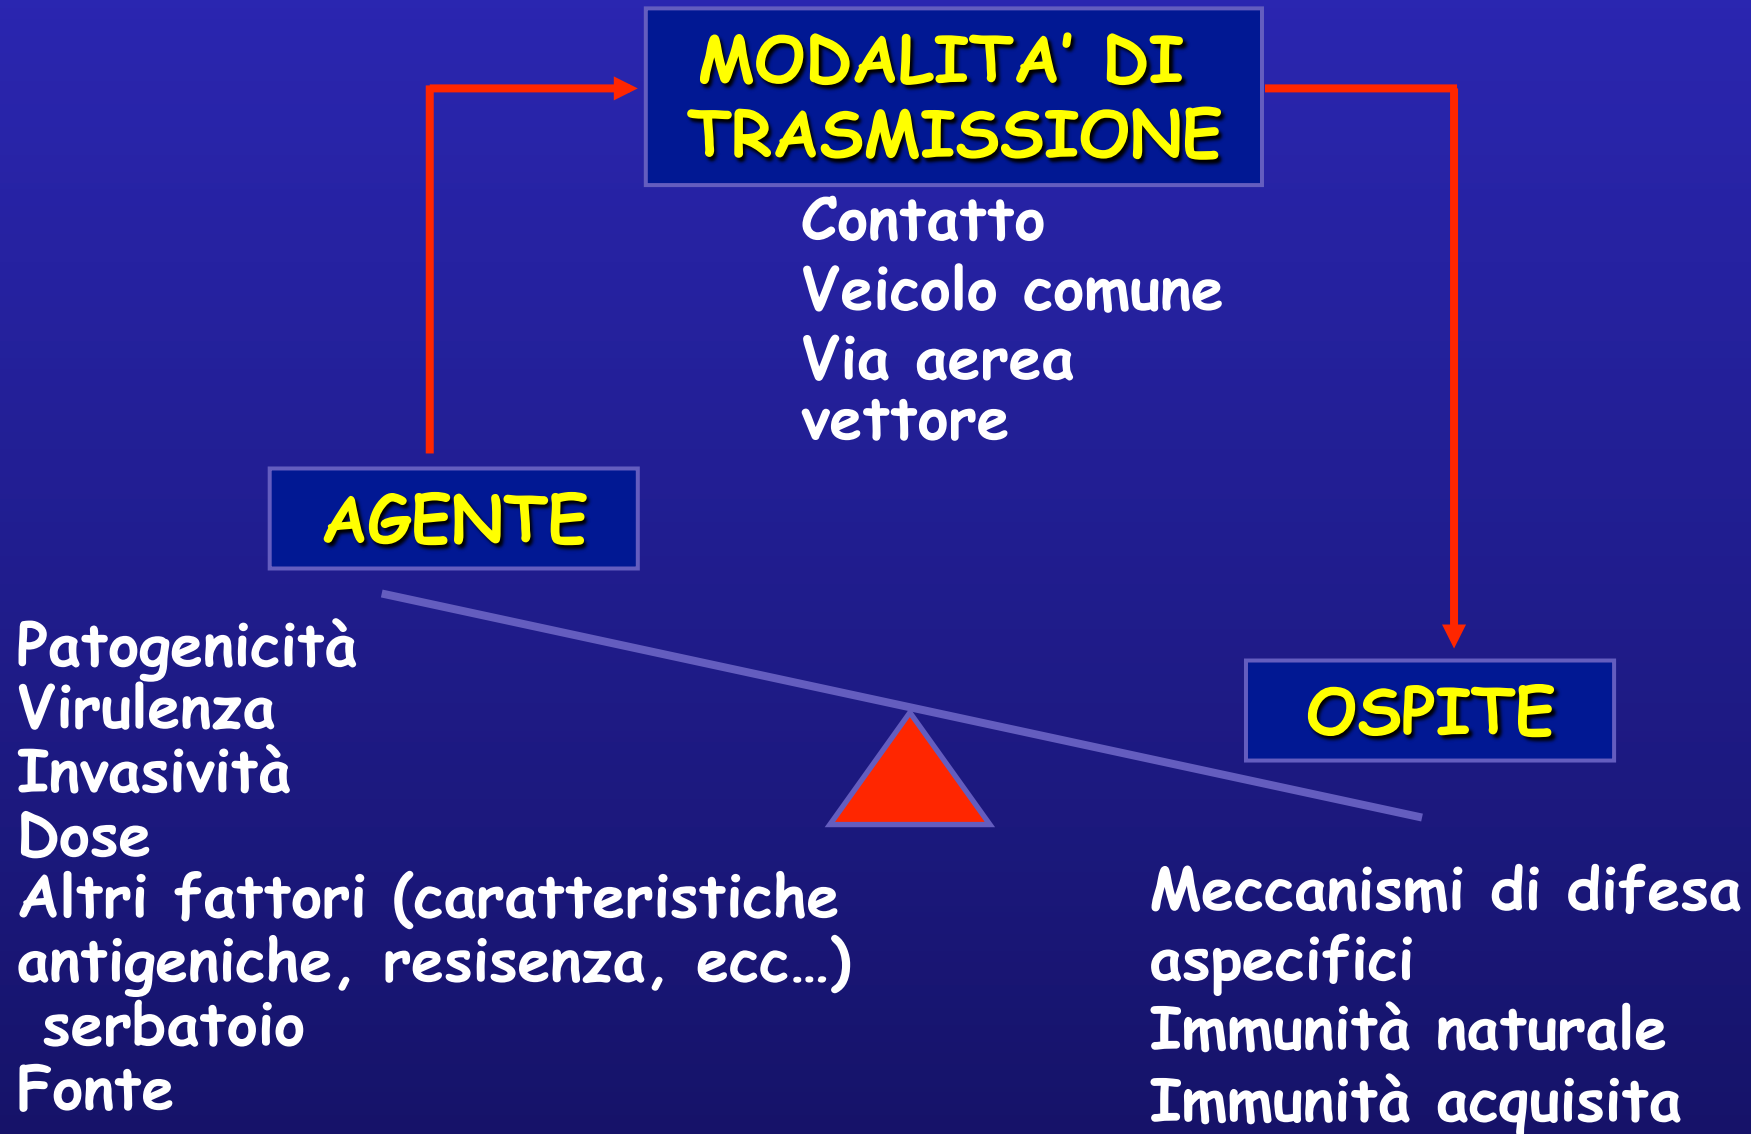 MODALITA’ DI
TRASMISSIONE
Contatto
Veicolo comune
Via aerea
vettore
AGENTE
Patogenicità
Virulenza
Invasività
Dose
Altri fattori (caratteristiche
antigeniche, resisenza, ecc…)
serbatoio
Fonte
OSPITE
Meccanismi di difesa
aspecifici
Immunità naturale
Immunità acquisita